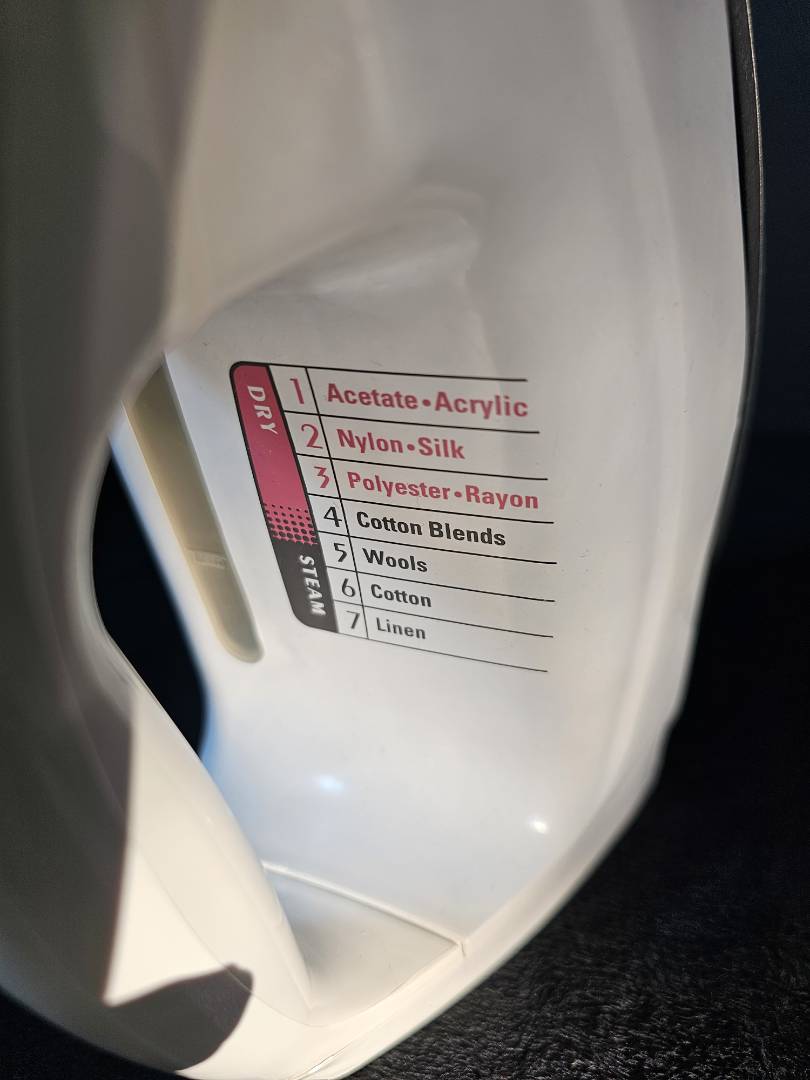 DRY
1 Acetate•Acrylic
2 Nylon•Silk
3 Polyester•Rayon
4 Cotton Blends
STEAM
5 Wools
6 Cotton
7 Linen